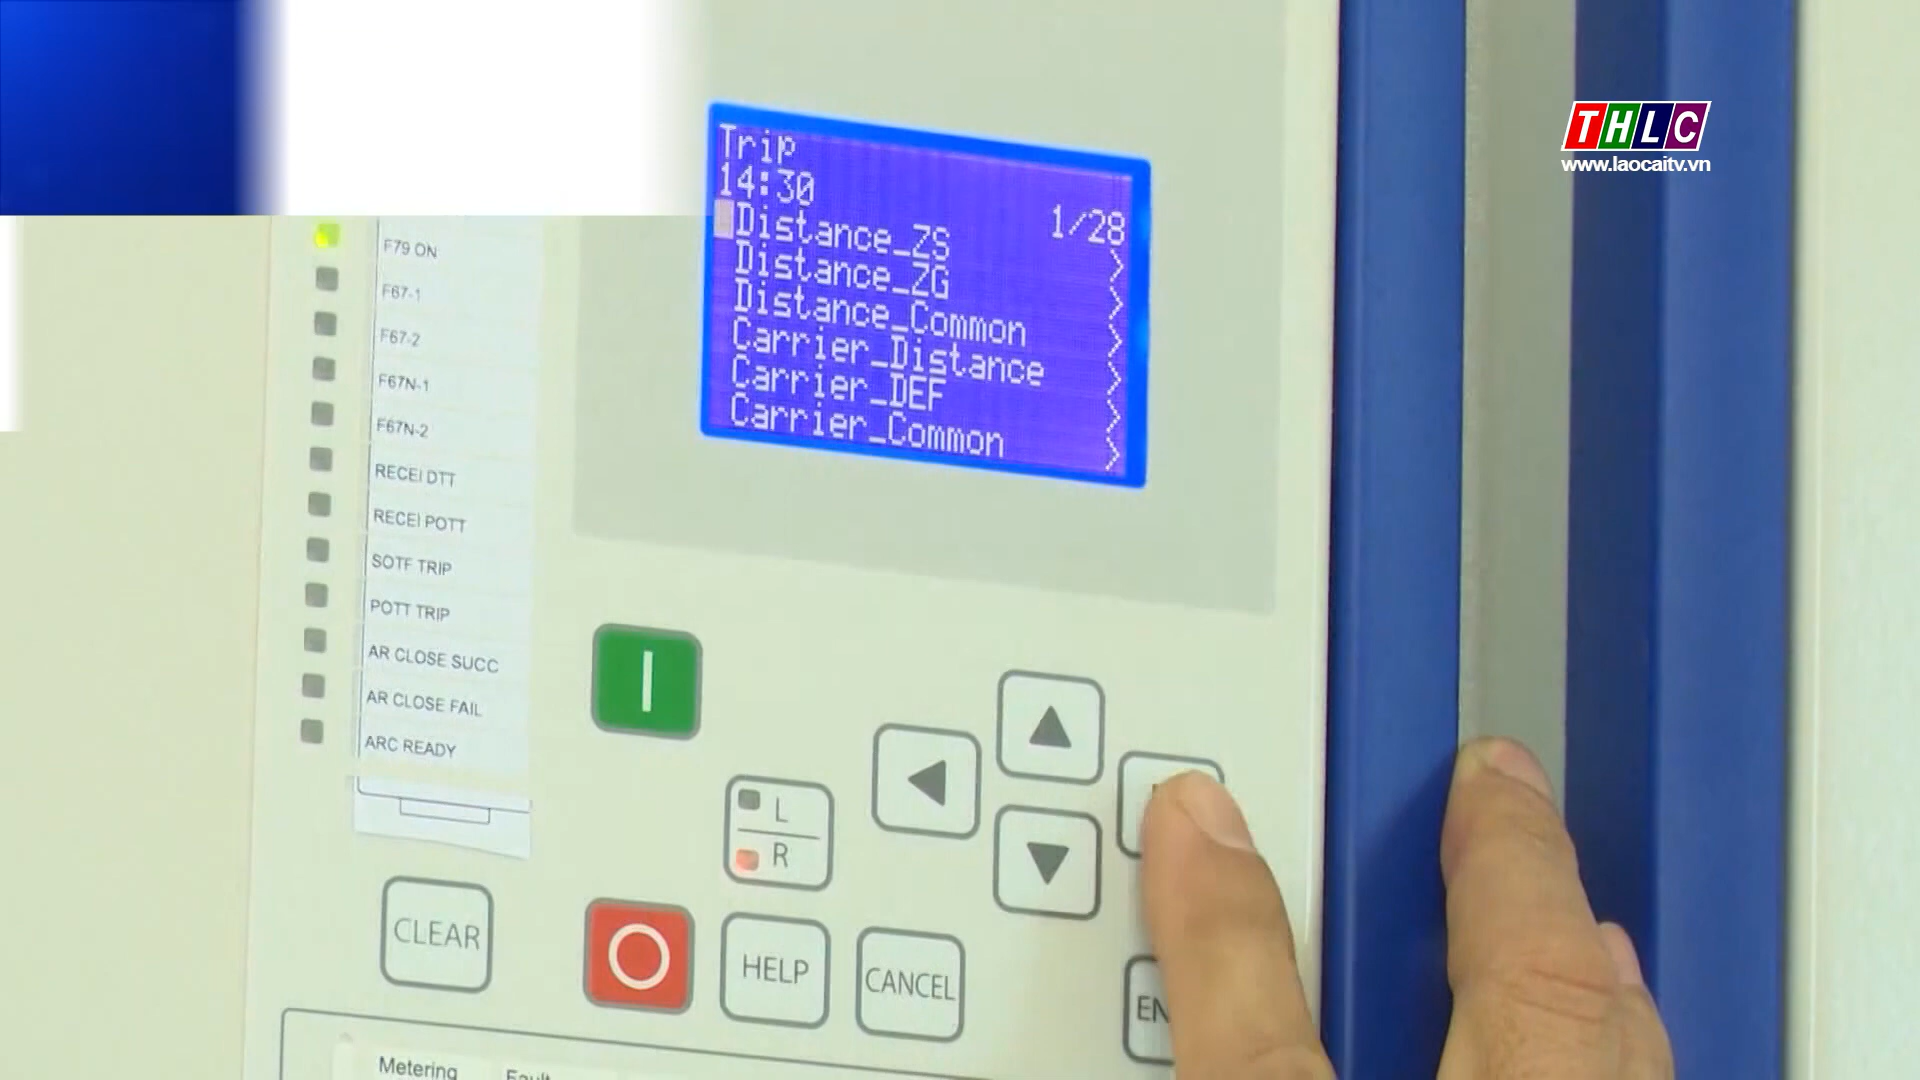 THLC
www.laocaitv.vn
Trip
14:30
1/28
Distance_ZS
Distance_ZG
Distance_Common
Carrier_Distance
Carrier_DEF
Carrier_Common
F79 ON
F67-1
F67-2
F67N-1
F67N-2
RECEI DTT
RECEI POTT
SOTF TRIP
POTT TRIP
AR CLOSE SUCC
AR CLOSE FAIL
ARC READY
L
R
CLEAR
HELP
CANCEL
EN
Metering
Fault